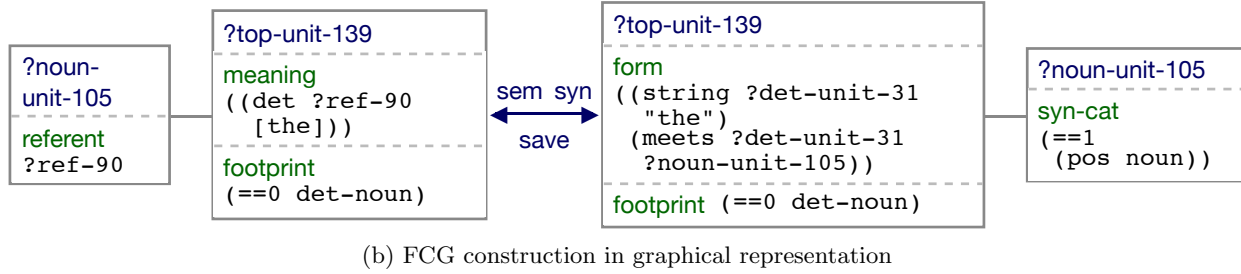 ?noun-
unit-105
referent
?ref-90
?top-unit-139
meaning
((det ?ref-90
[the]))
footprint
(==0 det-noun)
sem syn
save
?top-unit-139
form
((string ?det-unit-31
"the")
(meets ?det-unit-31
?noun-unit-105))
footprint (==0 det-noun)
?noun-unit-105
syn-cat
(==1
(pos noun))
(b) FCG construction in graphical representation